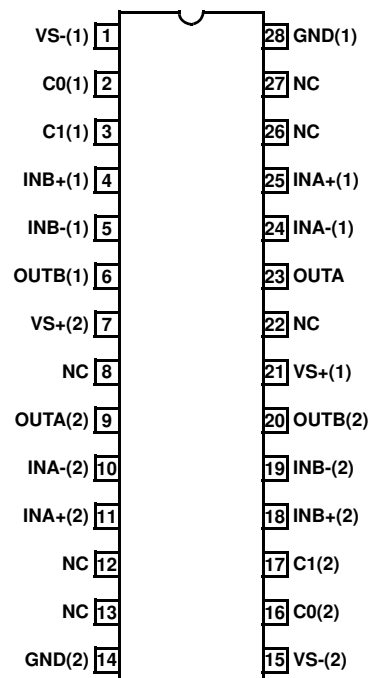 VS-(1) 1 28 GND(1)
C0(1) 2 27 NC
C1(1) 3 26 NC
INB+(1) 4 25 INA+(1)
INB-(1) 5 24 INA-(1)
OUTB(1) 6 23 OUTA
VS+(2) 7 22 NC
NC 8 21 VS+(1)
OUTA(2) 9 20 OUTB(2)
INA-(2) 10 19 INB-(2)
INA+(2) 11 18 INB+(2)
NC 12 17 C1(2)
NC 13 16 C0(2)
GND(2) 14 15 VS-(2)